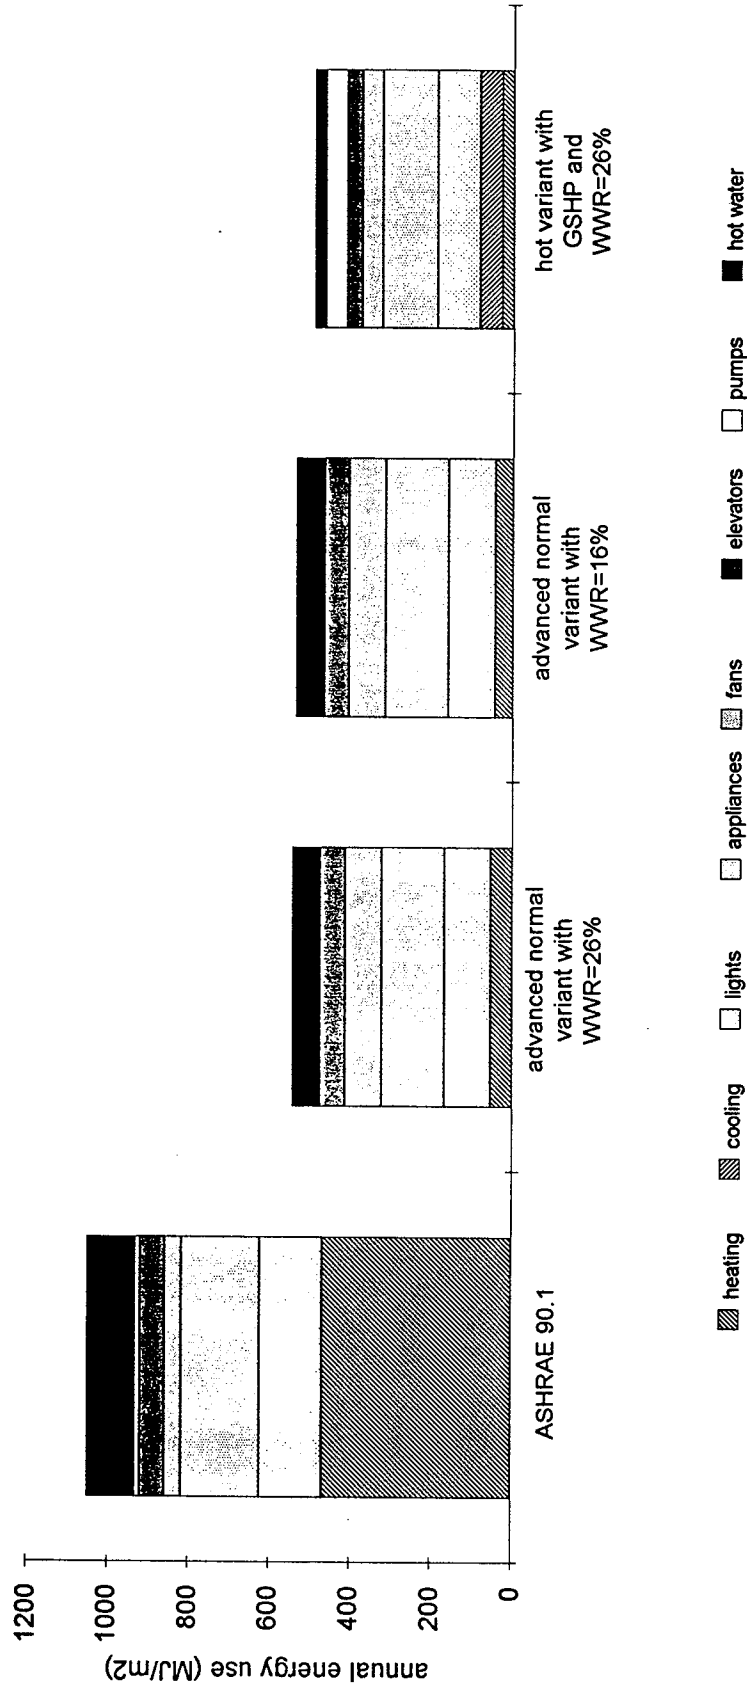 annual energy use (MJ/m2)
1200
1000
800
600
400
200
0
ASHRAE 90.1
advanced normal
variant with
WWR=26%
advanced normal
variant with
WWR=16%
hot variant with
GSHP and
WWR=26%
heating
cooling
lights
appliances
fans
elevators
pumps
hot water